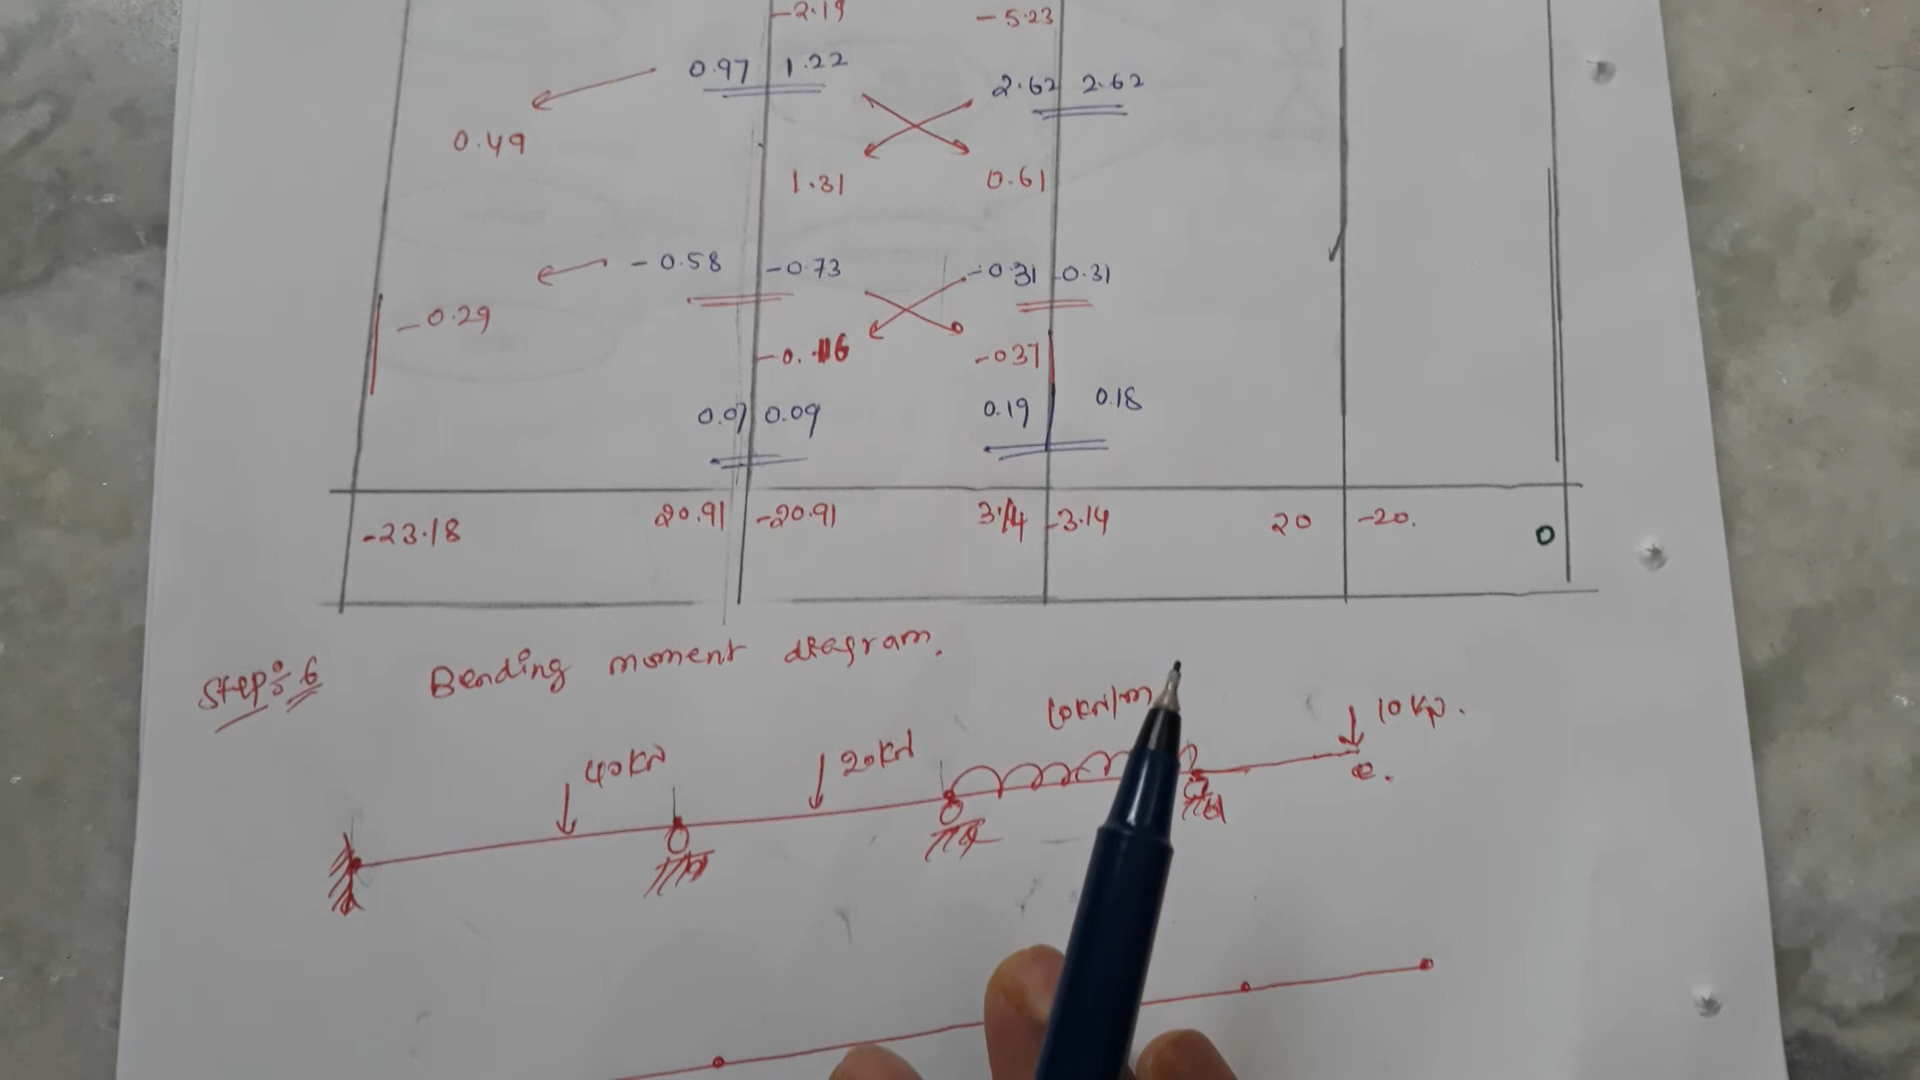 -2.19 -5.23
0.97 1.22 2.62 2.62
0.49
1.31 0.61
-0.58 -0.73 -0.31 -0.31
-0.29
-0.16 -037
0.07 0.09 0.19 0.18
-23.18 20.91 -20.91 3.14 -3.14 20 -20. 0
Step:6 Bending moment diagram.
40KN 20KN 10KN/m 10KN.
e.